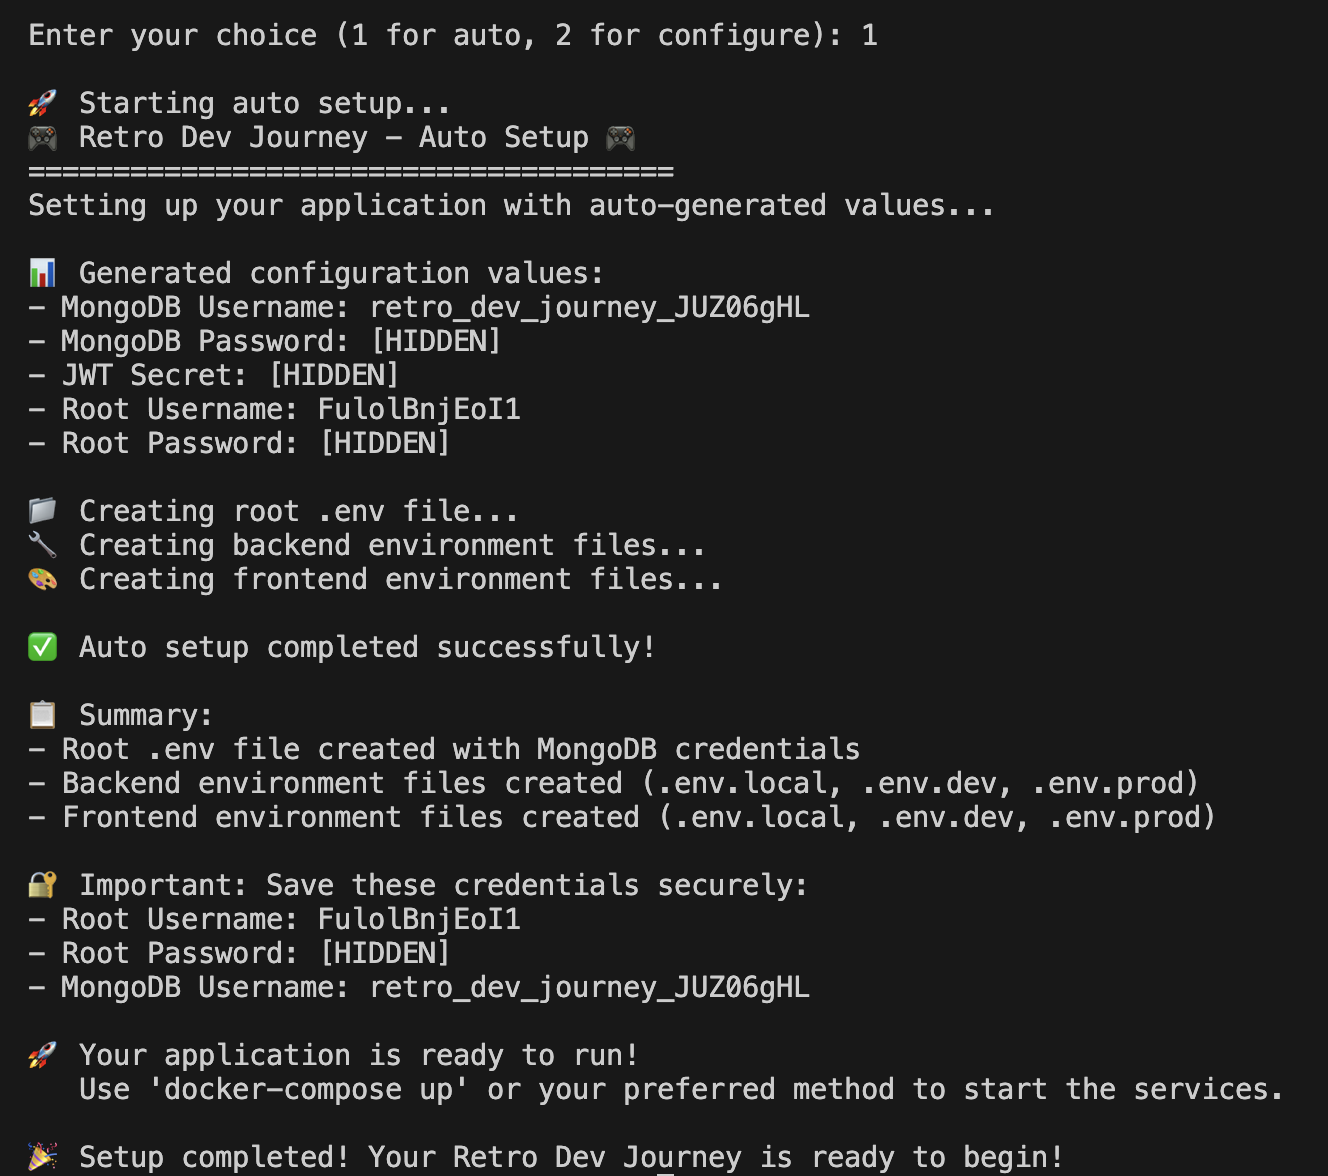 Enter your choice (1 for auto, 2 for configure): 1
🚀 Starting auto setup...
🎮 Retro Dev Journey - Auto Setup 🎮
======================================
Setting up your application with auto-generated values...
📊 Generated configuration values:
- MongoDB Username: retro_dev_journey_JUZ06gHL
- MongoDB Password: [HIDDEN]
- JWT Secret: [HIDDEN]
- Root Username: FulolBnjEoI1
- Root Password: [HIDDEN]
📁 Creating root .env file...
🔧 Creating backend environment files...
🎨 Creating frontend environment files...
✅ Auto setup completed successfully!
📋 Summary:
- Root .env file created with MongoDB credentials
- Backend environment files created (.env.local, .env.dev, .env.prod)
- Frontend environment files created (.env.local, .env.dev, .env.prod)
🔐 Important: Save these credentials securely:
- Root Username: FulolBnjEoI1
- Root Password: [HIDDEN]
- MongoDB Username: retro_dev_journey_JUZ06gHL
🚀 Your application is ready to run!
Use 'docker-compose up' or your preferred method to start the services.
🎉 Setup completed! Your Retro Dev Journey is ready to begin!